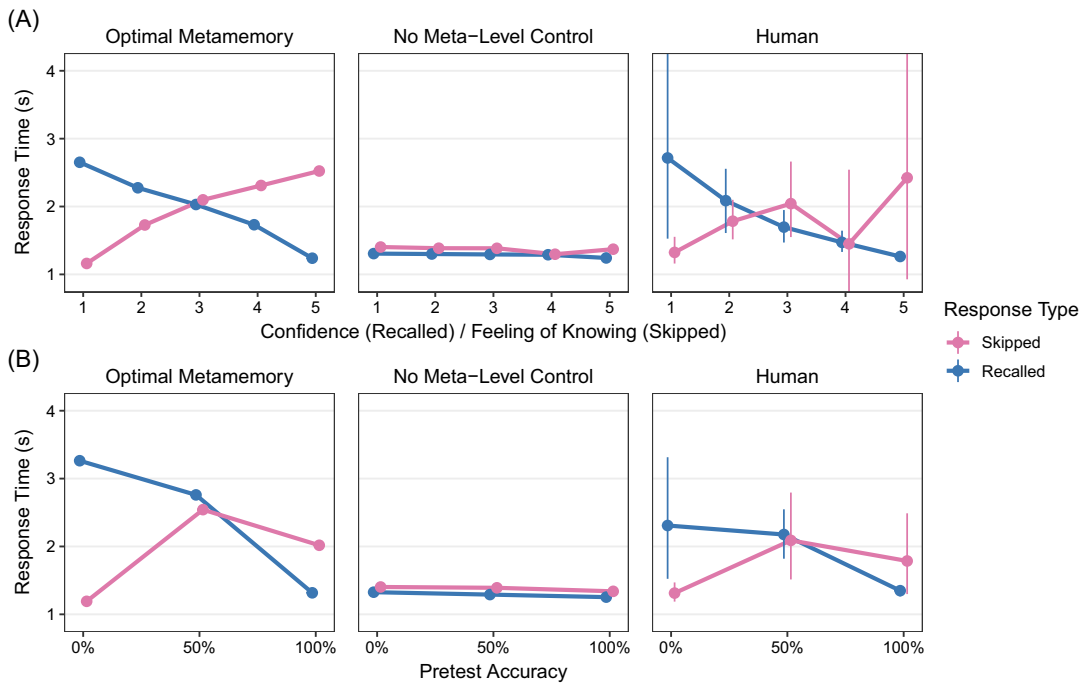 (A)
Optimal Metamemory
No Meta−Level Control
Human
Response Time (s)
4
3
2
1
1 2 3 4 5
1 2 3 4 5
1 2 3 4 5
Confidence (Recalled) / Feeling of Knowing (Skipped)
Response Type
Skipped
Recalled
(B)
Optimal Metamemory
No Meta−Level Control
Human
Response Time (s)
4
3
2
1
0% 50% 100%
0% 50% 100%
0% 50% 100%
Pretest Accuracy